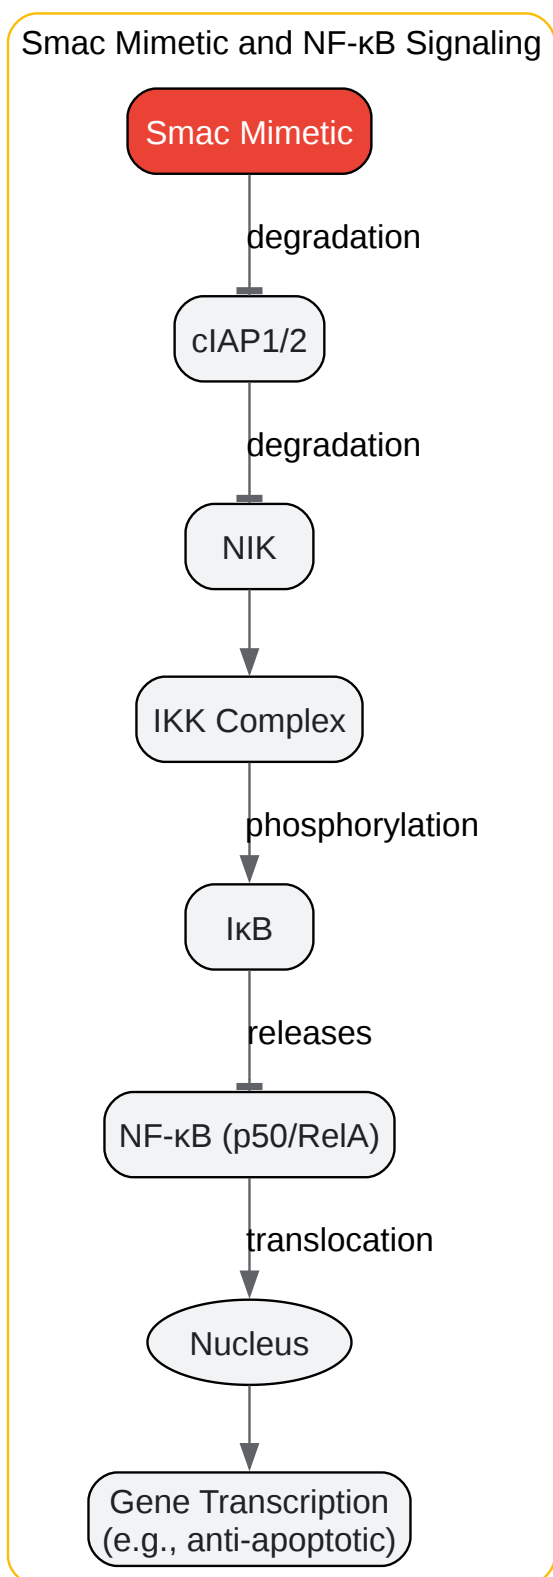 Smac Mimetic and NF-κB Signaling
Smac Mimetic
degradation
cIAP1/2
degradation
NIK
IKK Complex
phosphorylation
IκB
releases
NF-κB (p50/RelA)
translocation
Nucleus
Gene Transcription
(e.g., anti-apoptotic)